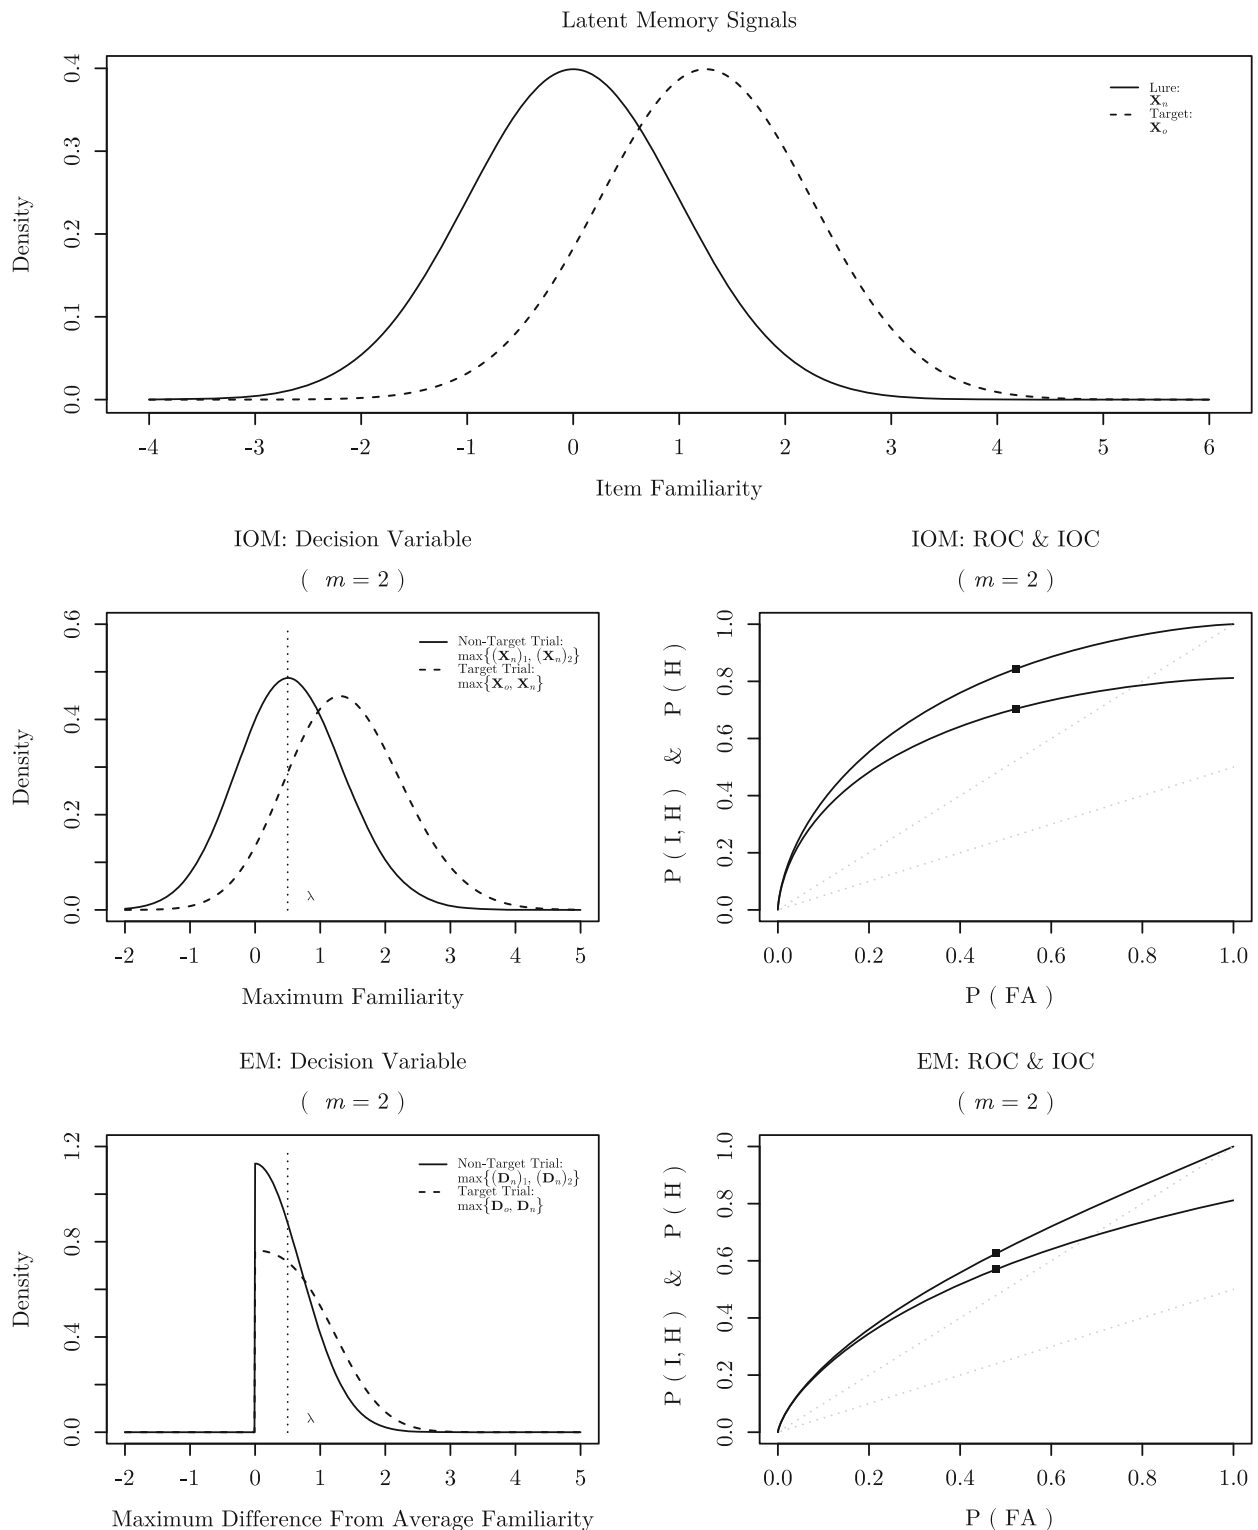 Latent Memory Signals
Density
0.0
0.1
0.2
0.3
0.4
Lure:
Xₙ
Target:
Xₒ
-4 -3 -2 -1 0 1 2 3 4 5 6
Item Familiarity
IOM: Decision Variable
( m = 2 )
Density
0.0 0.2 0.4 0.6
Non-Target Trial:
max{(Xₙ)₁, (Xₙ)₂}
Target Trial:
max{Xₒ, Xₙ}
λ
-2 -1 0 1 2 3 4 5
Maximum Familiarity
IOM: ROC & IOC
( m = 2 )
P ( I, H ) & P ( H )
0.0 0.2 0.4 0.6 0.8 1.0
0.0 0.2 0.4 0.6 0.8 1.0
P ( FA )
EM: Decision Variable
( m = 2 )
Density
0.0 0.4 0.8 1.2
Non-Target Trial:
max{(Dₙ)₁, (Dₙ)₂}
Target Trial:
max{Dₒ, Dₙ}
λ
-2 -1 0 1 2 3 4 5
Maximum Difference From Average Familiarity
EM: ROC & IOC
( m = 2 )
P ( I, H ) & P ( H )
0.0 0.2 0.4 0.6 0.8 1.0
0.0 0.2 0.4 0.6 0.8 1.0
P ( FA )